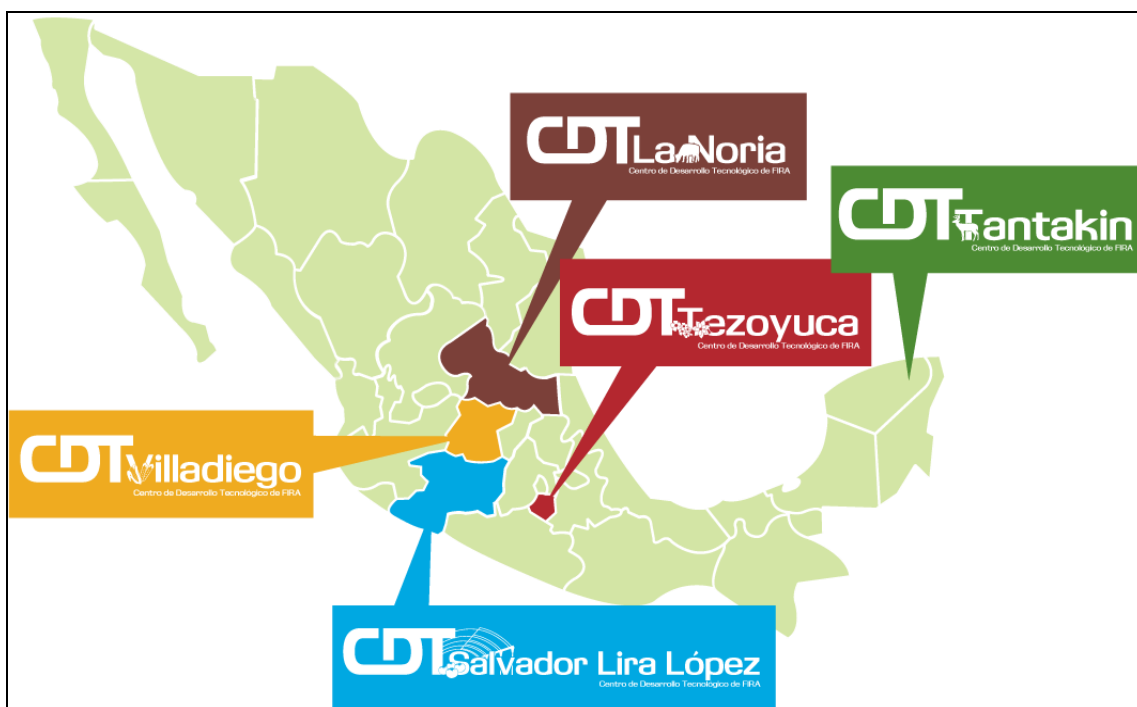 CDT La Noria
Centro de Desarrollo Tecnológico de FIRA
CDT Tantakin
Centro de Desarrollo Tecnológico de FIRA
CDT Tezoyuca
Centro de Desarrollo Tecnológico de FIRA
CDT Villadiego
Centro de Desarrollo Tecnológico de FIRA
CDT Salvador Lira López
Centro de Desarrollo Tecnológico de FIRA